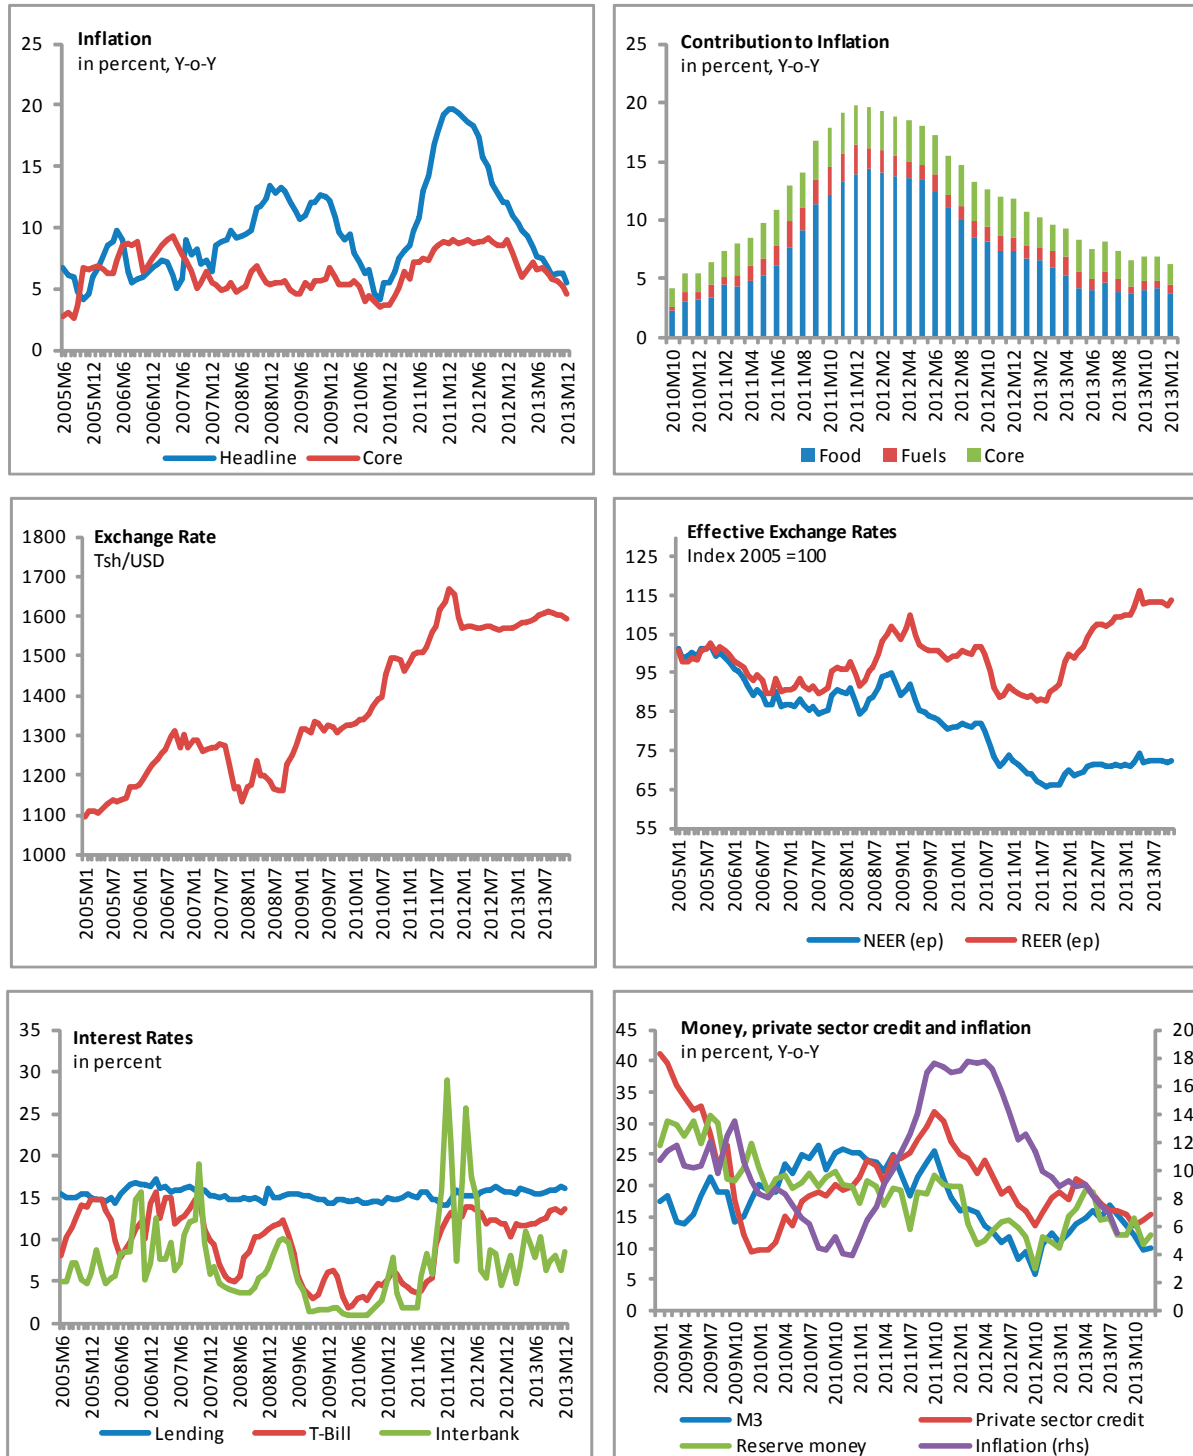 Inflation
in percent, Y-o-Y
25
20
15
10
5
0
2005M6
2005M12
2006M6
2006M12
2007M6
2007M12
2008M6
2008M12
2009M6
2009M12
2010M6
2010M12
2011M6
2011M12
2012M6
2012M12
2013M6
2013M12
Headline Core
Contribution to Inflation
in percent, Y-o-Y
25
20
15
10
5
0
2010M10
2010M12
2011M2
2011M4
2011M6
2011M8
2011M10
2011M12
2012M2
2012M4
2012M6
2012M8
2012M10
2012M12
2013M2
2013M4
2013M6
2013M8
2013M10
2013M12
Food Fuels Core
Exchange Rate
Tsh/USD
1800
1700
1600
1500
1400
1300
1200
1100
1000
2005M1
2005M7
2006M1
2006M7
2007M1
2007M7
2008M1
2008M7
2009M1
2009M7
2010M1
2010M7
2011M1
2011M7
2012M1
2012M7
2013M1
2013M7
Effective Exchange Rates
Index 2005 =100
125
115
105
95
85
75
65
55
2005M1
2005M7
2006M1
2006M7
2007M1
2007M7
2008M1
2008M7
2009M1
2009M7
2010M1
2010M7
2011M1
2011M7
2012M1
2012M7
2013M1
2013M7
NEER (ep) REER (ep)
Interest Rates
in percent
35
30
25
20
15
10
5
0
2005M6
2005M12
2006M6
2006M12
2007M6
2007M12
2008M6
2008M12
2009M6
2009M12
2010M6
2010M12
2011M6
2011M12
2012M6
2012M12
2013M6
2013M12
Lending T-Bill Interbank
Money, private sector credit and inflation
in percent, Y-o-Y
45
40
35
30
25
20
15
10
5
0
20
18
16
14
12
10
8
6
4
2
0
2009M1
2009M4
2009M7
2009M10
2010M1
2010M4
2010M7
2010M10
2011M1
2011M4
2011M7
2011M10
2012M1
2012M4
2012M7
2012M10
2013M1
2013M4
2013M7
2013M10
M3 Private sector credit
Reserve money Inflation (rhs)